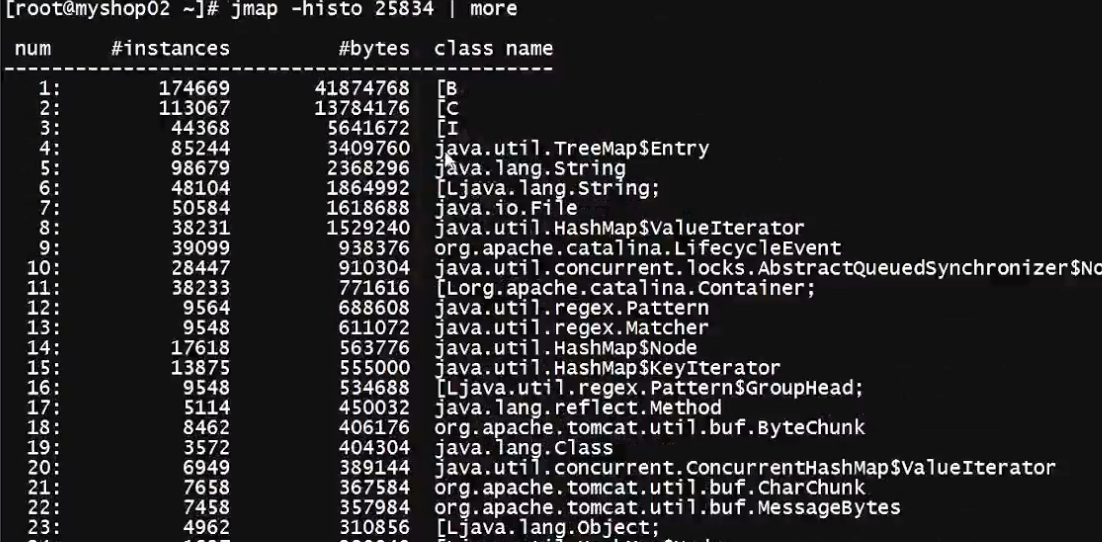 [root@myshop02 ~]# jmap -histo 25834 | more
num #instances #bytes class name
----------------------------------------------
1: 174669 41874768 [B
2: 113067 13784176 [C
3: 44368 5641672 [I
4: 85244 3409760 java.util.TreeMap$Entry
5: 98679 2368296 java.lang.String
6: 48104 1864992 [Ljava.lang.String;
7: 50584 1618688 java.io.File
8: 38231 1529240 java.util.HashMap$ValueIterator
9: 39099 938376 org.apache.catalina.LifecycleEvent
10: 28447 910304 java.util.concurrent.locks.AbstractQueuedSynchronizer$No
11: 38233 771616 [Lorg.apache.catalina.Container;
12: 9564 688608 java.util.regex.Pattern
13: 9548 611072 java.util.regex.Matcher
14: 17618 563776 java.util.HashMap$Node
15: 13875 555000 java.util.HashMap$KeyIterator
16: 9548 534688 [Ljava.util.regex.Pattern$GroupHead;
17: 5114 450032 java.lang.reflect.Method
18: 8462 406176 org.apache.tomcat.util.buf.ByteChunk
19: 3572 404304 java.lang.Class
20: 6949 389144 java.util.concurrent.ConcurrentHashMap$ValueIterator
21: 7658 367584 org.apache.tomcat.util.buf.CharChunk
22: 7458 357984 org.apache.tomcat.util.buf.MessageBytes
23: 4962 310856 [Ljava.lang.Object;